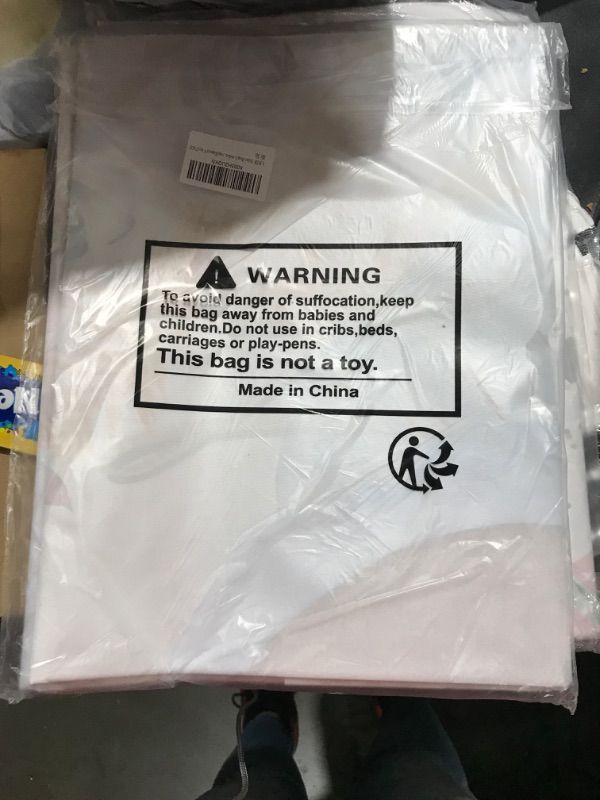 WARNING
To avoid danger of suffocation,keep
this bag away from babies and
children.Do not use in cribs,beds,
carriages or play-pens.
This bag is not a toy.
Made in China